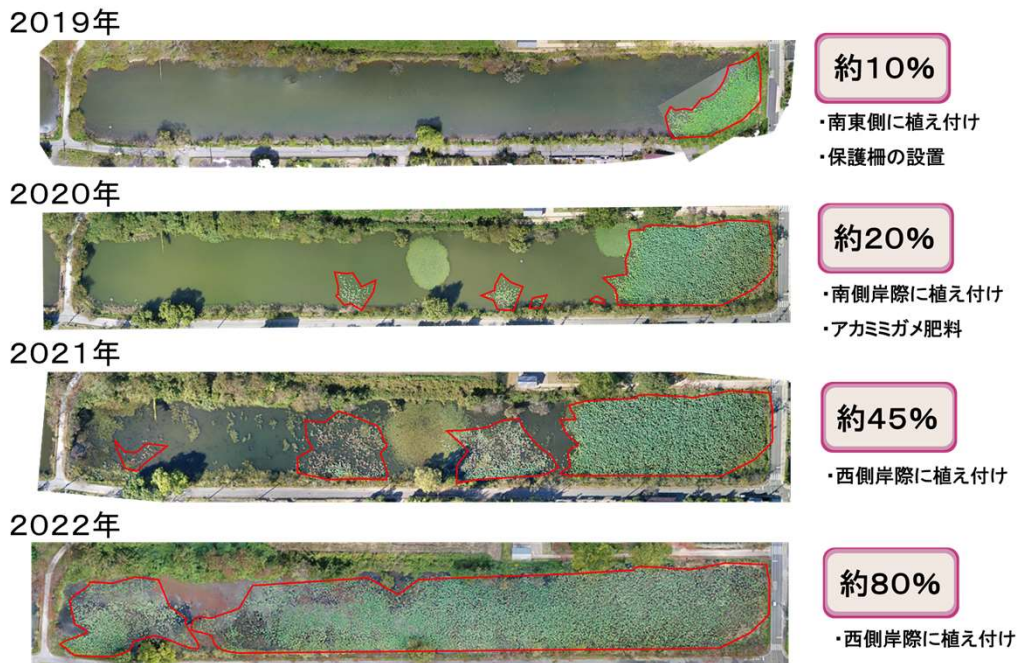 2019年
約10%
・南東側に植え付け
・保護柵の設置
2020年
約20%
・南側岸際に植え付け
・アカミミガメ肥料
2021年
約45%
・西側岸際に植え付け
2022年
約80%
・西側岸際に植え付け